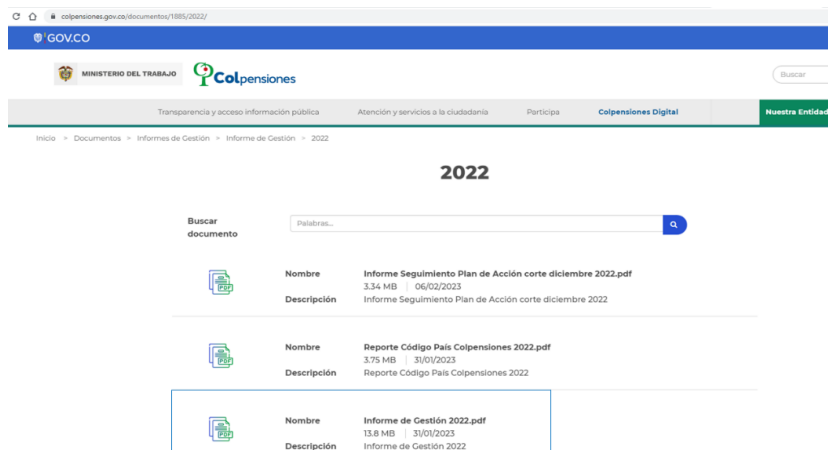 colpensiones.gov.co/documentos/1885/2022/
GOV.CO
MINISTERIO DEL TRABAJO Colpensiones Buscar
Transparencia y acceso información pública Atención y servicios a la ciudadanía Participa Colpensiones Digital Nuestra Entidad
Inicio > Documentos > Informes de Gestión > Informe de Gestión > 2022
2022
Buscar
documento
Palabras...
Nombre Informe Seguimiento Plan de Acción corte diciembre 2022.pdf
3.34 MB | 06/02/2023
Descripción Informe Seguimiento Plan de Acción corte diciembre 2022
PDF
Nombre Reporte Código País Colpensiones 2022.pdf
3.75 MB | 31/01/2023
Descripción Reporte Código País Colpensiones 2022
PDF
Nombre Informe de Gestión 2022.pdf
13.8 MB | 31/01/2023
Descripción Informe de Gestión 2022
PDF